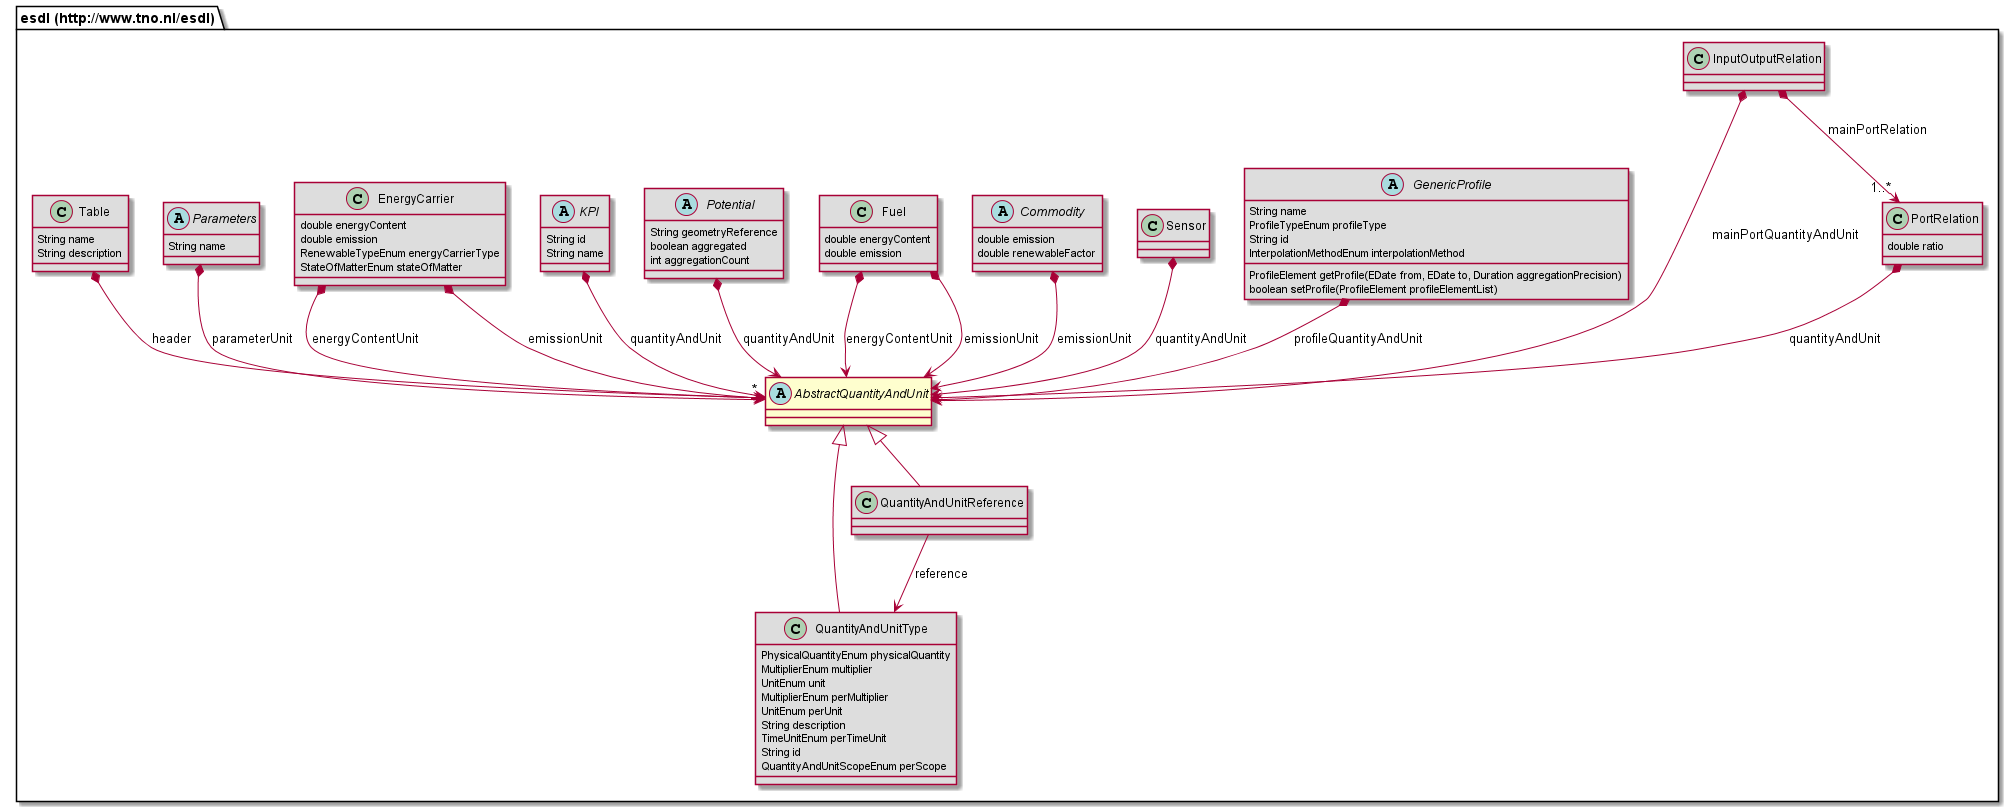 esdl (http://www.tno.nl/esdl)
C InputOutputRelation
mainPortRelation
1..*
C Table
String name
String description
A Parameters
String name
C EnergyCarrier
double energyContent
double emission
RenewableTypeEnum energyCarrierType
StateOfMatterEnum stateOfMatter
A KPI
String id
String name
A Potential
String geometryReference
boolean aggregated
int aggregationCount
C Fuel
double energyContent
double emission
A Commodity
double emission
double renewableFactor
C Sensor
A GenericProfile
String name
ProfileTypeEnum profileType
String id
InterpolationMethodEnum interpolationMethod
ProfileElement getProfile(EDate from, EDate to, Duration aggregationPrecision)
boolean setProfile(ProfileElement profileElementList)
mainPortQuantityAndUnit
C PortRelation
double ratio
header
parameterUnit
energyContentUnit
emissionUnit
quantityAndUnit
quantityAndUnit
energyContentUnit
emissionUnit
emissionUnit
quantityAndUnit
profileQuantityAndUnit
quantityAndUnit
*
A AbstractQuantityAndUnit
C QuantityAndUnitReference
reference
C QuantityAndUnitType
PhysicalQuantityEnum physicalQuantity
MultiplierEnum multiplier
UnitEnum unit
MultiplierEnum perMultiplier
UnitEnum perUnit
String description
TimeUnitEnum perTimeUnit
String id
QuantityAndUnitScopeEnum perScope